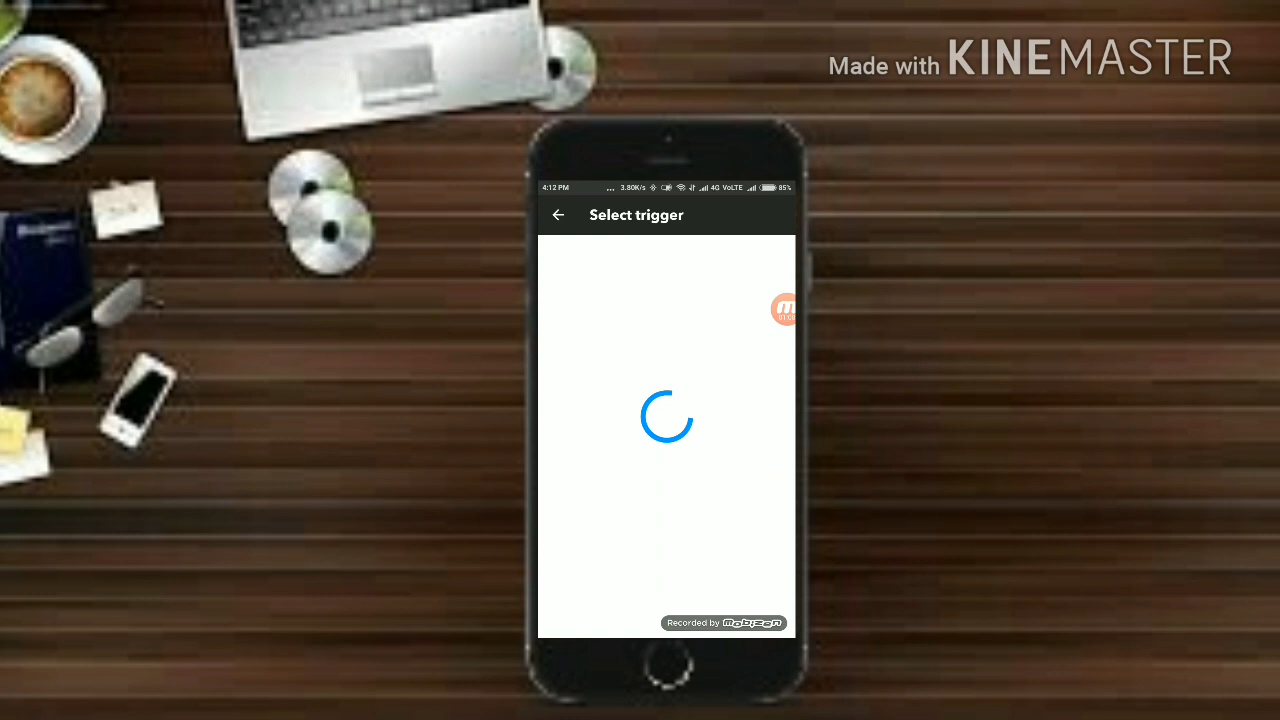 Made with KINEMASTER
4:12 PM ... 3.80K/s 4G VoLTE 85%
Select trigger
Recorded by mobizen